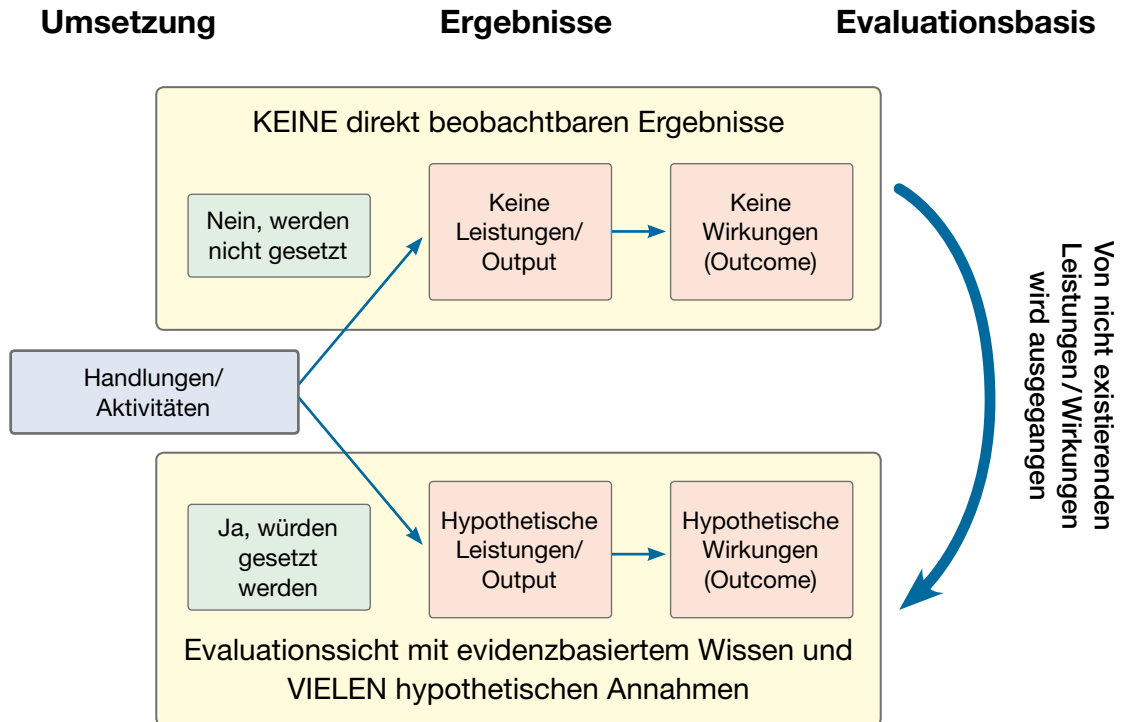 Umsetzung
Ergebnisse
Evaluationsbasis
KEINE direkt beobachtbaren Ergebnisse
Nein, werden
nicht gesetzt
Keine
Leistungen/
Output
Keine
Wirkungen
(Outcome)
Handlungen/
Aktivitäten
Ja, würden
gesetzt
werden
Hypothetische
Leistungen/
Output
Hypothetische
Wirkungen
(Outcome)
Evaluationssicht mit evidenzbasiertem Wissen und
VIELEN hypothetischen Annahmen
Von nicht existierenden
Leistungen/Wirkungen
wird ausgegangen